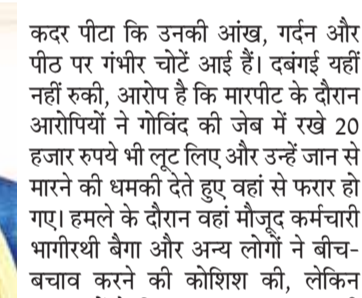 कदर पीटा कि उनकी आंख, गर्दन और
पीठ पर गंभीर चोटें आई हैं। दबंगई यहीं
नहीं रुकी, आरोप है कि मारपीट के दौरान
आरोपियों ने गोविंद की जेब में रखे 20
हजार रुपये भी लूट लिए और उन्हें जान से
मारने की धमकी देते हुए वहां से फरार हो
गए। हमले के दौरान वहां मौजूद कर्मचारी
भागीरथी बैगा और अन्य लोगों ने बीच-
बचाव करने की कोशिश की, लेकिन